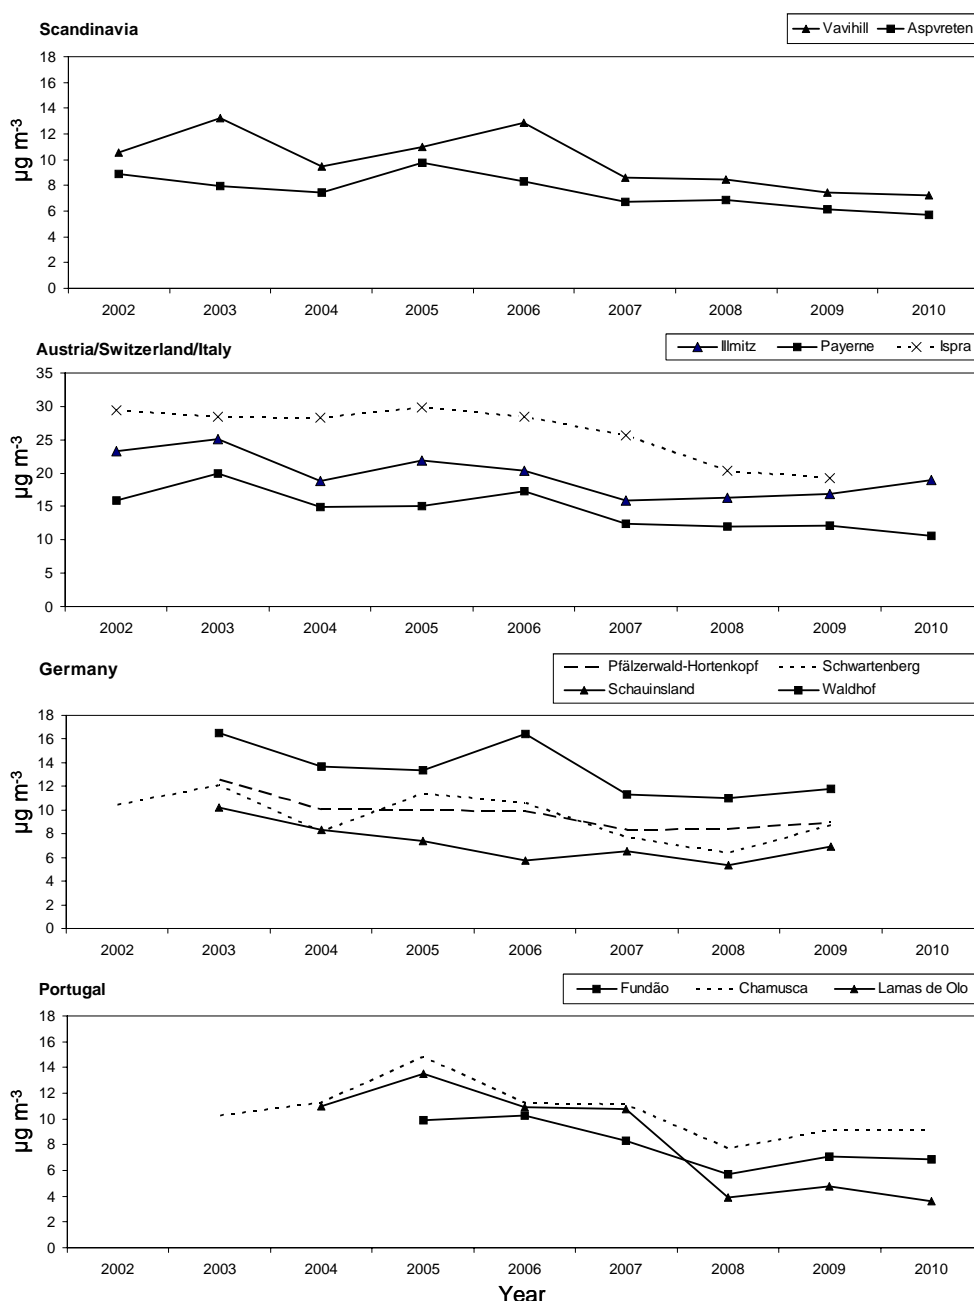 Scandinavia
Vavihill Aspvreten
18
16
14
12
10
8
6
4
2
0
µg m-3
2002 2003 2004 2005 2006 2007 2008 2009 2010
Austria/Switzerland/Italy
Illmitz Payerne Ispra
35
30
25
20
15
10
5
0
µg m-3
2002 2003 2004 2005 2006 2007 2008 2009 2010
Germany
Pfälzerwald-Hortenkopf Schwartenberg
Schauinsland Waldhof
18
16
14
12
10
8
6
4
2
0
µg m-3
2002 2003 2004 2005 2006 2007 2008 2009 2010
Portugal
Fundão Chamusca Lamas de Olo
18
16
14
12
10
8
6
4
2
0
µg m-3
2002 2003 2004 2005 2006 2007 2008 2009 2010
Year